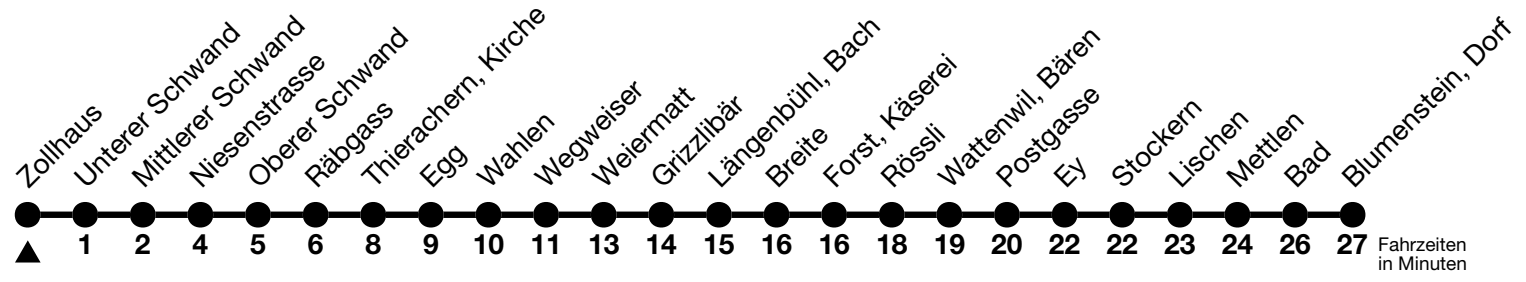 Zollhaus
Unterer Schwand
Mittlerer Schwand
Niesenstrasse
Oberer Schwand
Räbgass
Thierachern, Kirche
Egg
Wahlen
Wegweiser
Weiermatt
Grizzlibär
Längenbühl, Bach
Breite
Forst, Käserei
Rössli
Wattenwil, Bären
Postgasse
Ey
Stockern
Lischen
Mettlen
Bad
Blumenstein, Dorf
1 2 4 5 6 8 9 10 11 13 14 15 16 16 18 19 20 22 22 23 24 26 27
Fahrzeiten
in Minuten